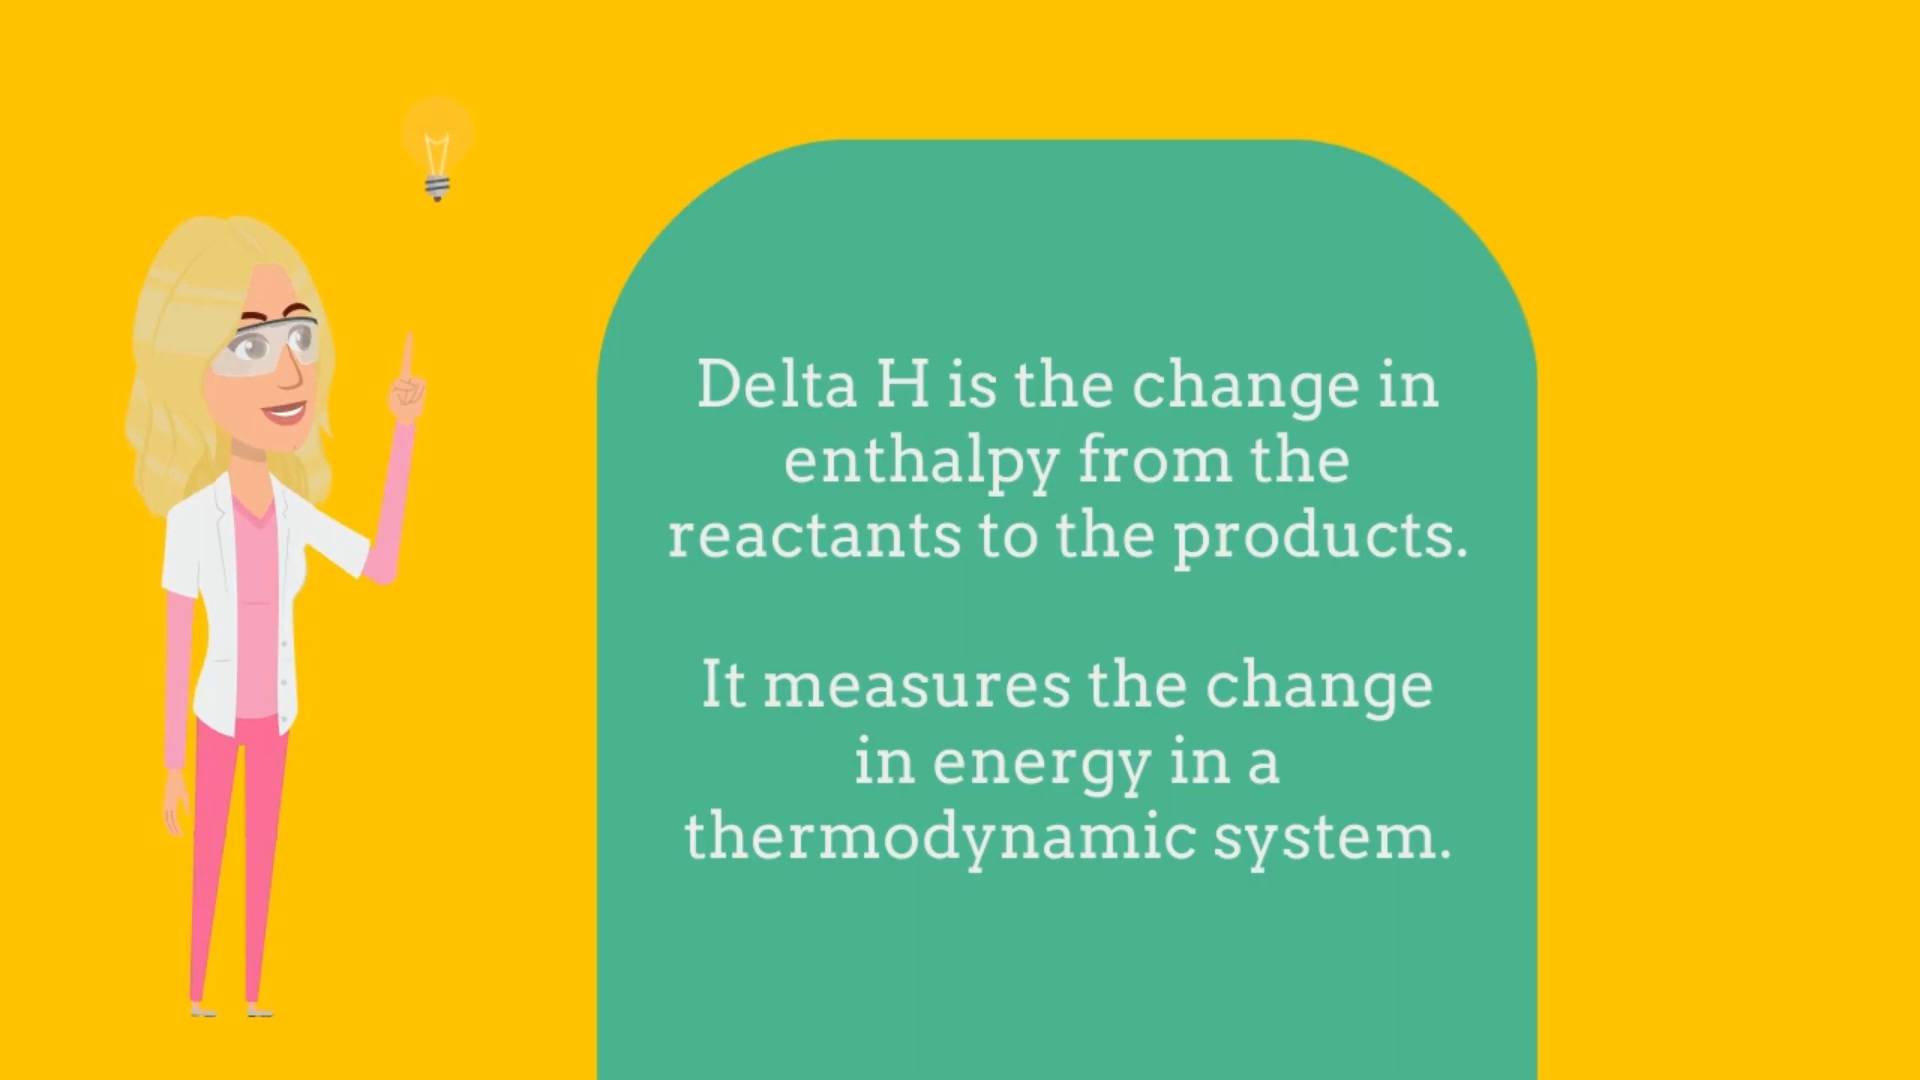 Delta H is the change in
enthalpy from the
reactants to the products.
It measures the change
in energy in a
thermodynamic system.